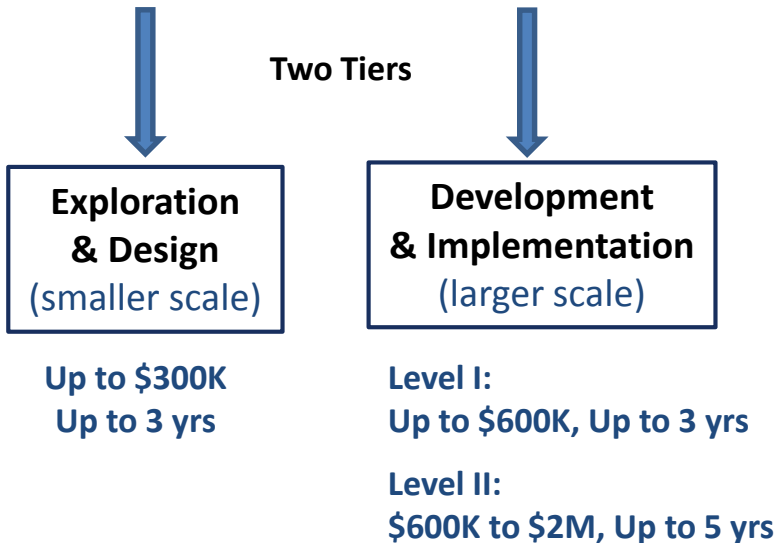 Two Tiers
Exploration
& Design
(smaller scale)
Up to $300K
Up to 3 yrs
Development
& Implementation
(larger scale)
Level I:
Up to $600K, Up to 3 yrs
Level II:
$600K to $2M, Up to 5 yrs